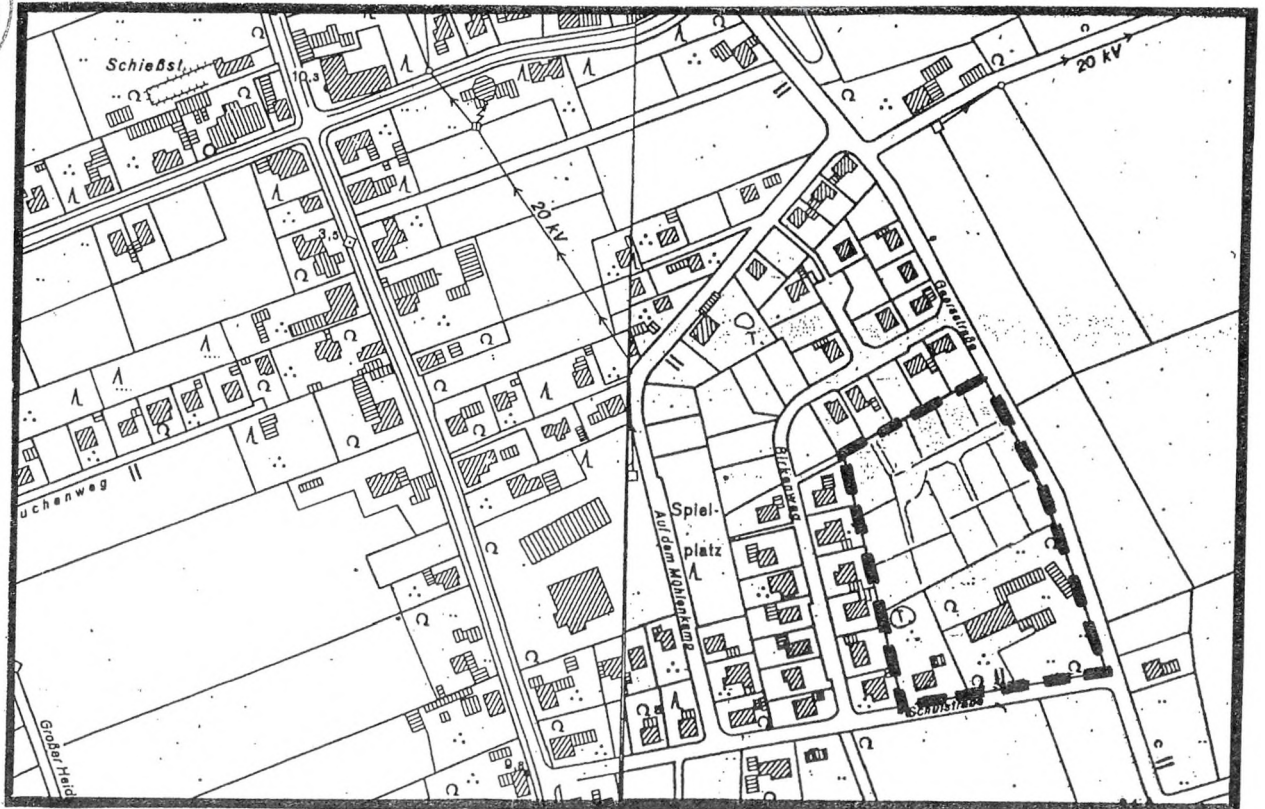 Schießst.
10,3
20 kV
20 kV
3,5
uchenweg
Birkenweg
Spiel-
platz
Auf dem Mühlenkamp
Schulstraße
Großer Heid